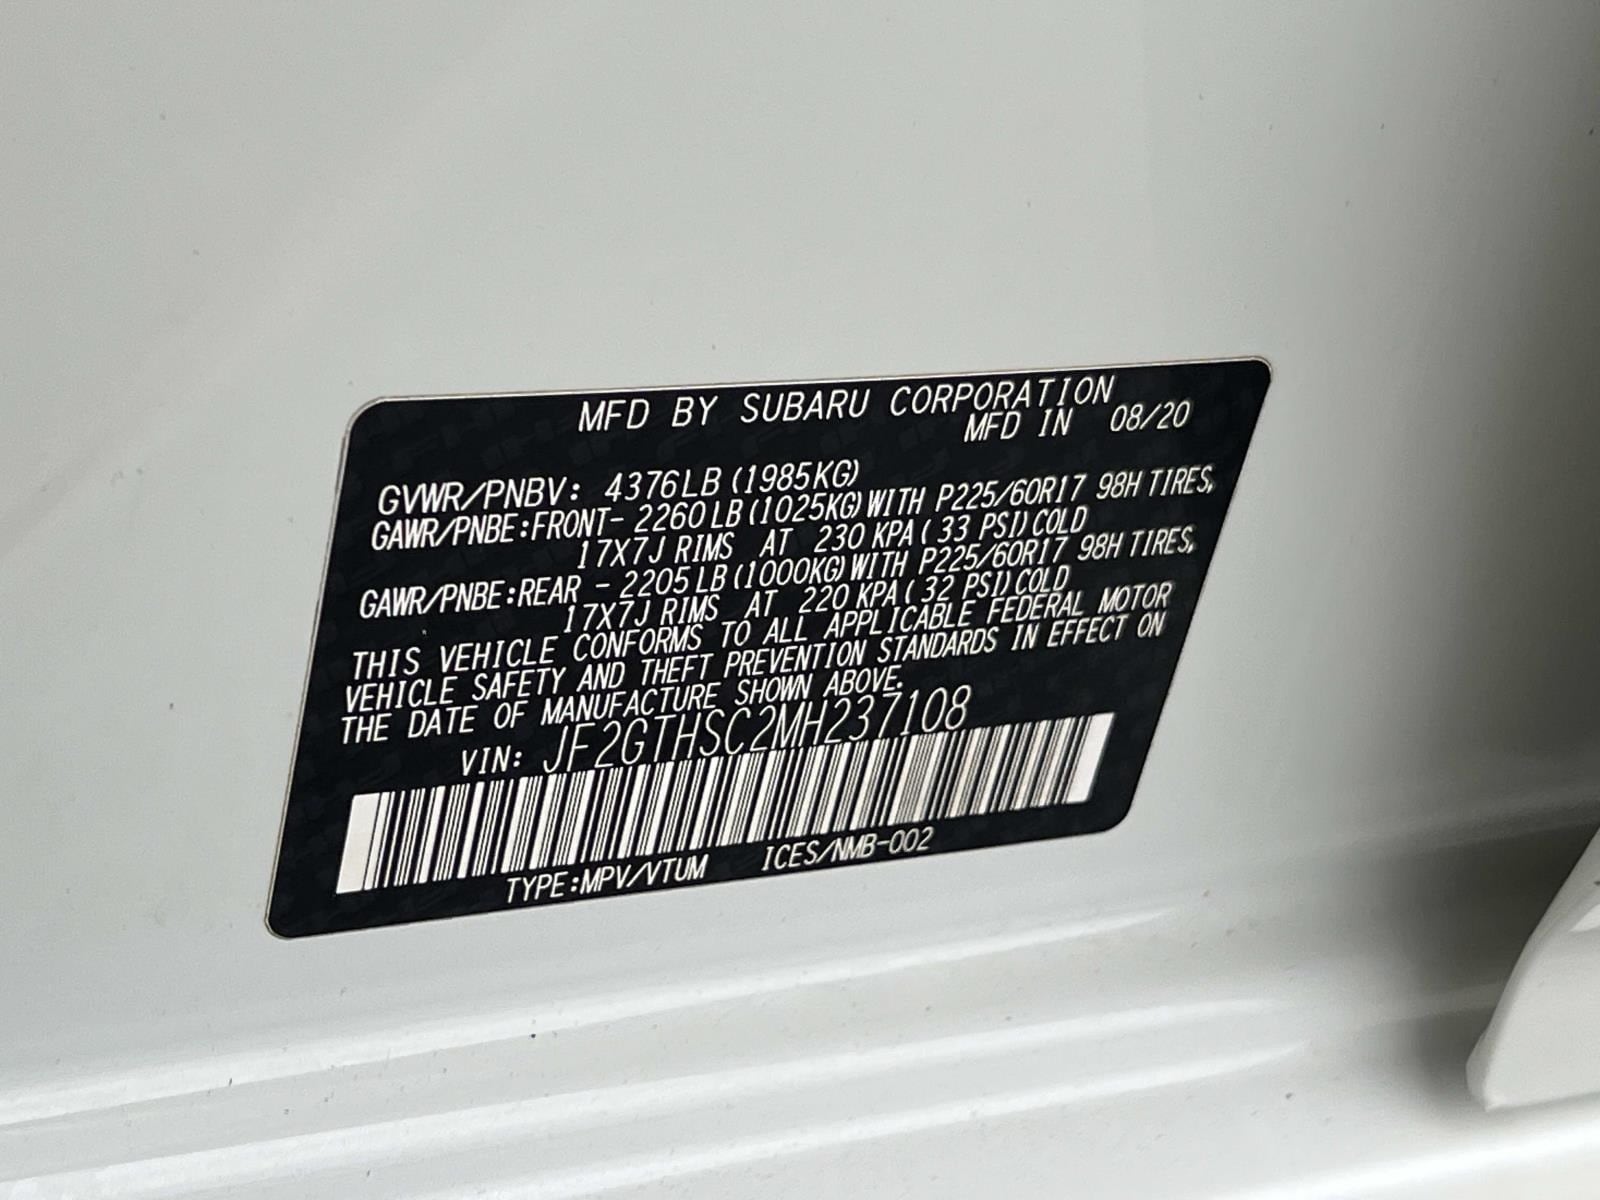 MFD BY SUBARU CORPORATION
MFD IN 08/20
GVWR/PNBV: 4376LB (1985KG)
GAWR/PNBE:FRONT- 2260LB (1025KG) WITH P225/60R17 98H TIRES,
17X7J RIMS AT 230 KPA ( 33 PSI) COLD
GAWR/PNBE:REAR - 2205LB (1000KG) WITH P225/60R17 98H TIRES,
17X7J RIMS AT 220 KPA ( 32 PSI) COLD
THIS VEHICLE CONFORMS TO ALL APPLICABLE FEDERAL MOTOR
VEHICLE SAFETY AND THEFT PREVENTION STANDARDS IN EFFECT ON
THE DATE OF MANUFACTURE SHOWN ABOVE.
VIN: JF2GTHSC2MH237108
TYPE:MPV/VTUM ICES/NMB-002